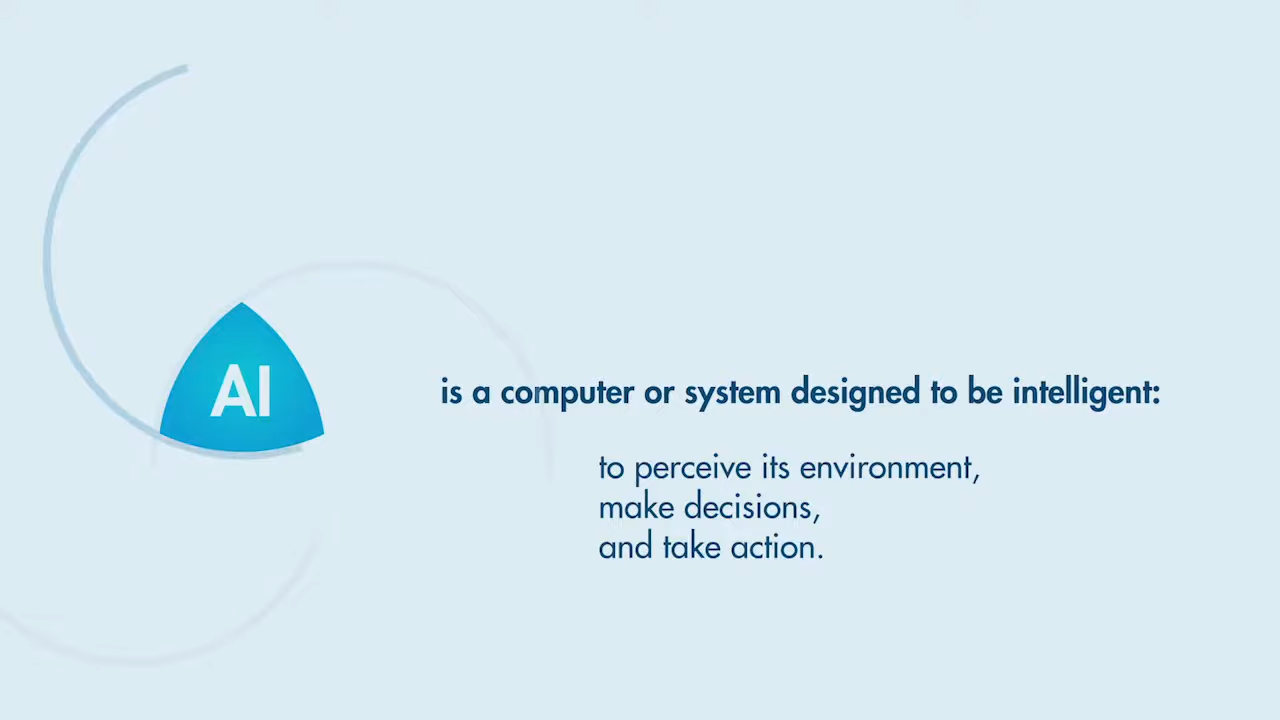 AI
is a computer or system designed to be intelligent:
to perceive its environment,
make decisions,
and take action.